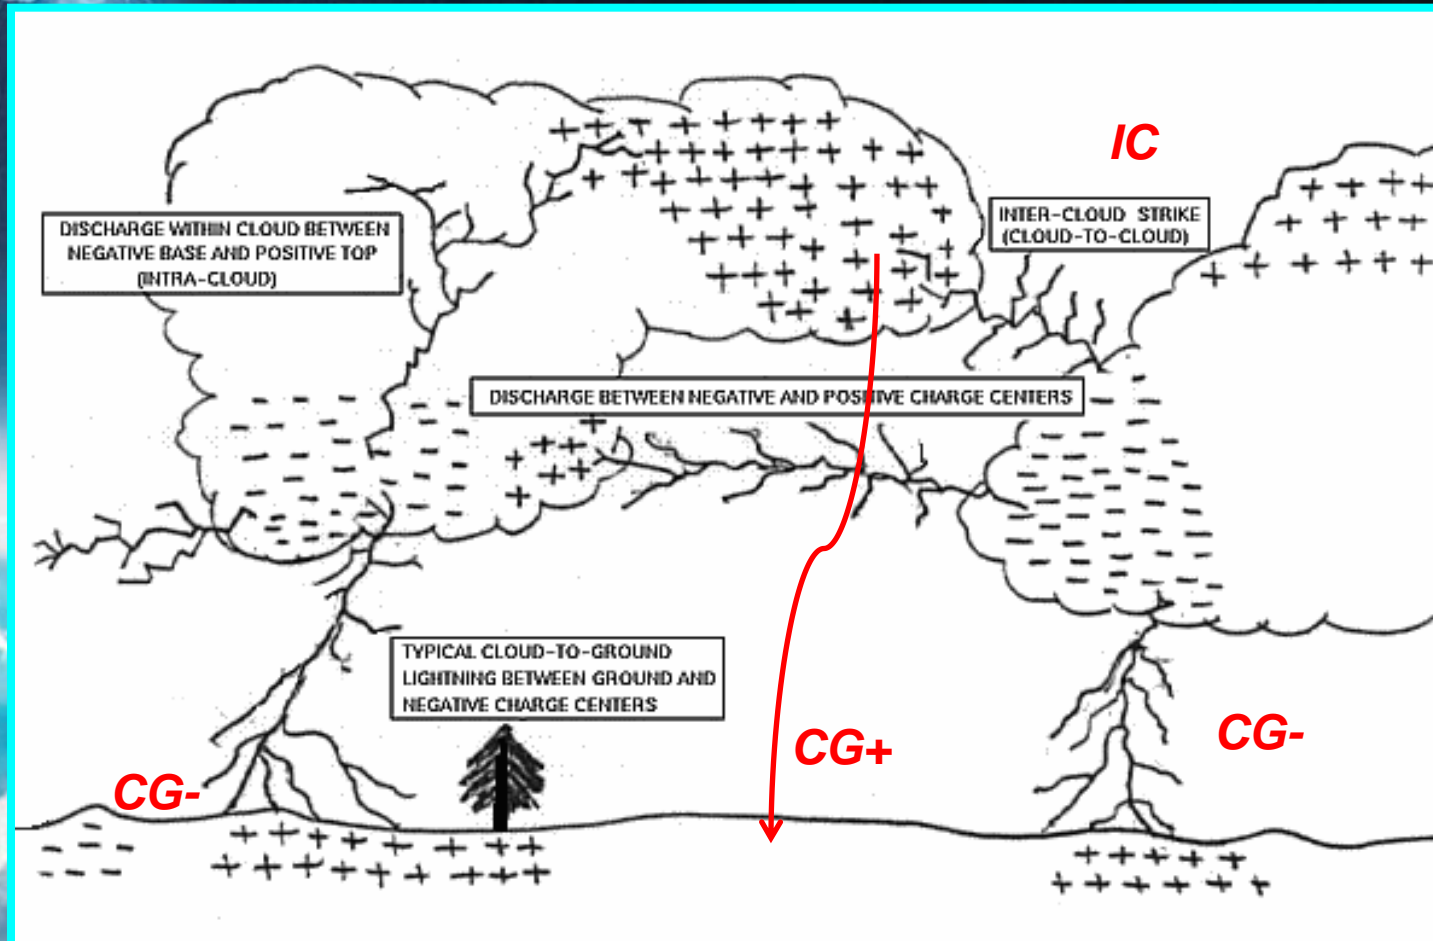 IC
DISCHARGE WITHIN CLOUD BETWEEN
NEGATIVE BASE AND POSITIVE TOP
(INTRA-CLOUD)
INTER-CLOUD STRIKE
(CLOUD-TO-CLOUD)
DISCHARGE BETWEEN NEGATIVE AND POSITIVE CHARGE CENTERS
TYPICAL CLOUD-TO-GROUND
LIGHTNING BETWEEN GROUND AND
NEGATIVE CHARGE CENTERS
CG-
CG+
CG-